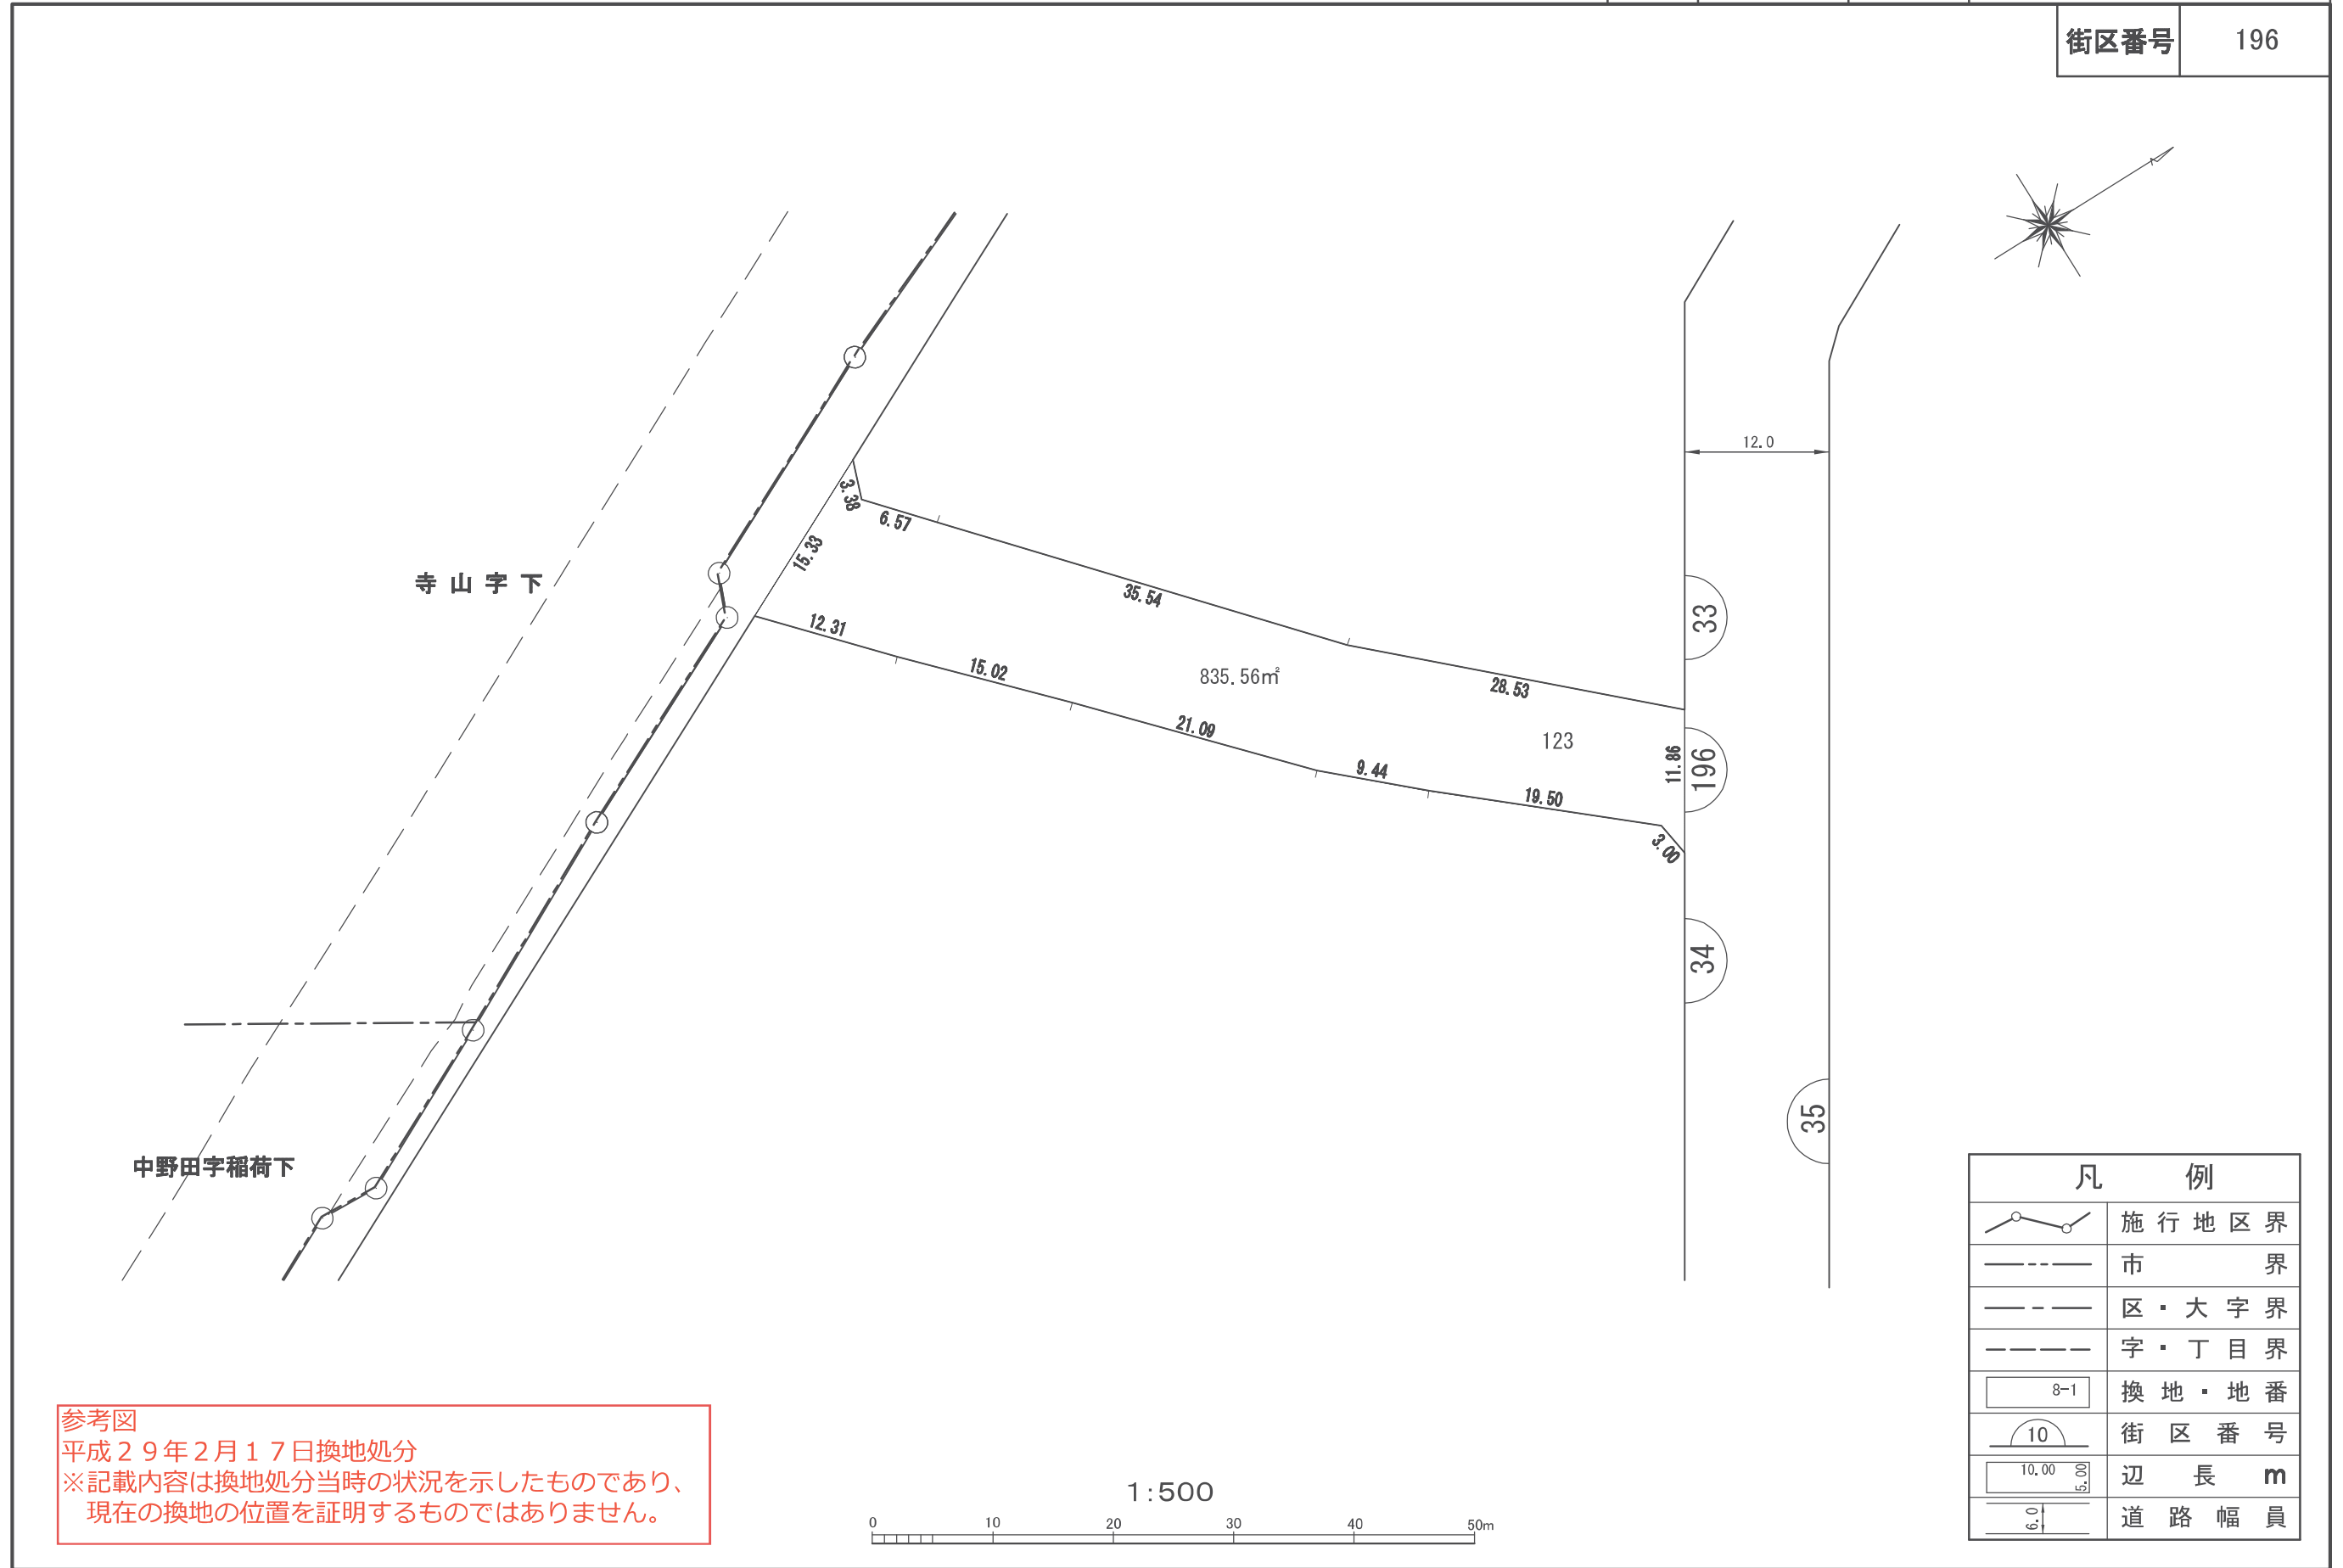 街区番号 196
12.0
3.38
6.57
15.33
35.54
寺山字下
12.31
33
15.02
835.56㎡
28.53
21.09
123
11.86
196
9.44
19.50
3.00
34
35
中野田字稲荷下
凡例
施行地区界
市界
区・大字界
字・丁目界
8-1 換地・地番
10 街区番号
10.00 5.00 辺長m
6.0 道路幅員
参考図
平成29年2月17日換地処分
※記載内容は換地処分当時の状況を示したものであり、
現在の換地の位置を証明するものではありません。
1:500
0 10 20 30 40 50m